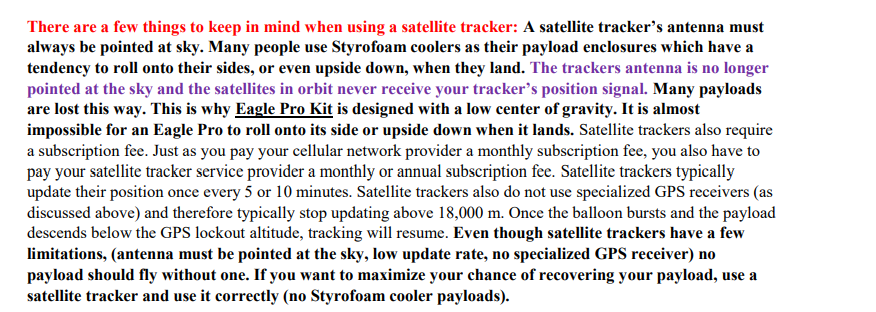 There are a few things to keep in mind when using a satellite tracker: A satellite tracker’s antenna must
always be pointed at sky. Many people use Styrofoam coolers as their payload enclosures which have a
tendency to roll onto their sides, or even upside down, when they land. The trackers antenna is no longer
pointed at the sky and the satellites in orbit never receive your tracker’s position signal. Many payloads
are lost this way. This is why Eagle Pro Kit is designed with a low center of gravity. It is almost
impossible for an Eagle Pro to roll onto its side or upside down when it lands. Satellite trackers also require
a subscription fee. Just as you pay your cellular network provider a monthly subscription fee, you also have to
pay your satellite tracker service provider a monthly or annual subscription fee. Satellite trackers typically
update their position once every 5 or 10 minutes. Satellite trackers also do not use specialized GPS receivers (as
discussed above) and therefore typically stop updating above 18,000 m. Once the balloon bursts and the payload
descends below the GPS lockout altitude, tracking will resume. Even though satellite trackers have a few
limitations, (antenna must be pointed at the sky, low update rate, no specialized GPS receiver) no
payload should fly without one. If you want to maximize your chance of recovering your payload, use a
satellite tracker and use it correctly (no Styrofoam cooler payloads).